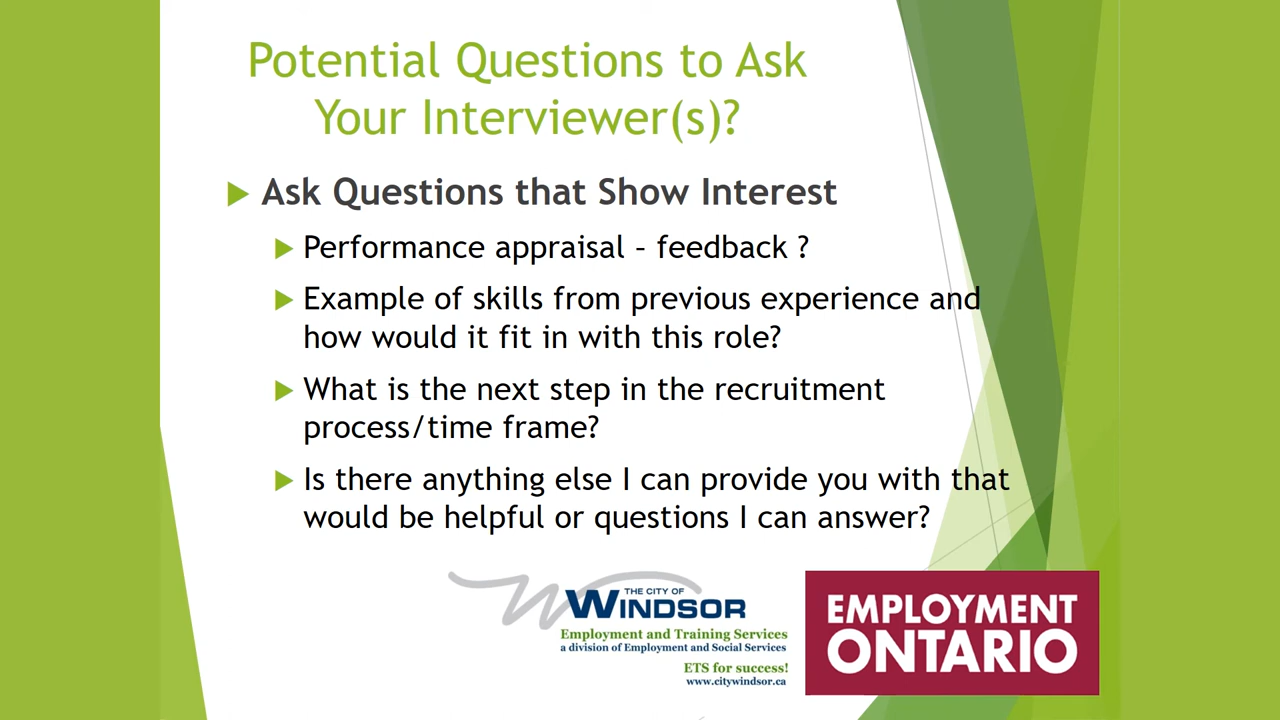 Potential Questions to Ask
Your Interviewer(s)?
Ask Questions that Show Interest
Performance appraisal – feedback ?
Example of skills from previous experience and
how would it fit in with this role?
What is the next step in the recruitment
process/time frame?
Is there anything else I can provide you with that
would be helpful or questions I can answer?
THE CITY OF
WINDSOR
Employment and Training Services
a division of Employment and Social Services
ETS for success!
www.citywindsor.ca
EMPLOYMENT
ONTARIO